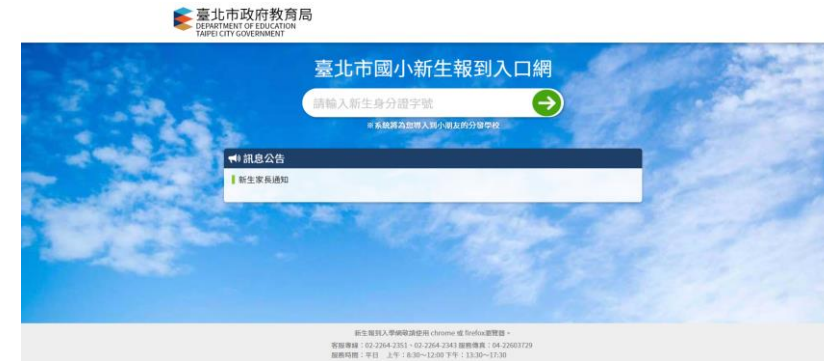 臺北市政府教育局
DEPARTMENT OF EDUCATION
TAIPEI CITY GOVERNMENT
臺北市國小新生報到入口網
請輸入新生身分證字號
※系統將為您導入到小朋友的分發學校
訊息公告
新生家長通知
新生報到入學網敬請使用 chrome 或 firefox瀏覽器。
客服專線：02-2264-2351、02-2264-2343 服務傳真：04-22603729
服務時間：平日 上午：8:30～12:00 下午：13:30～17:30